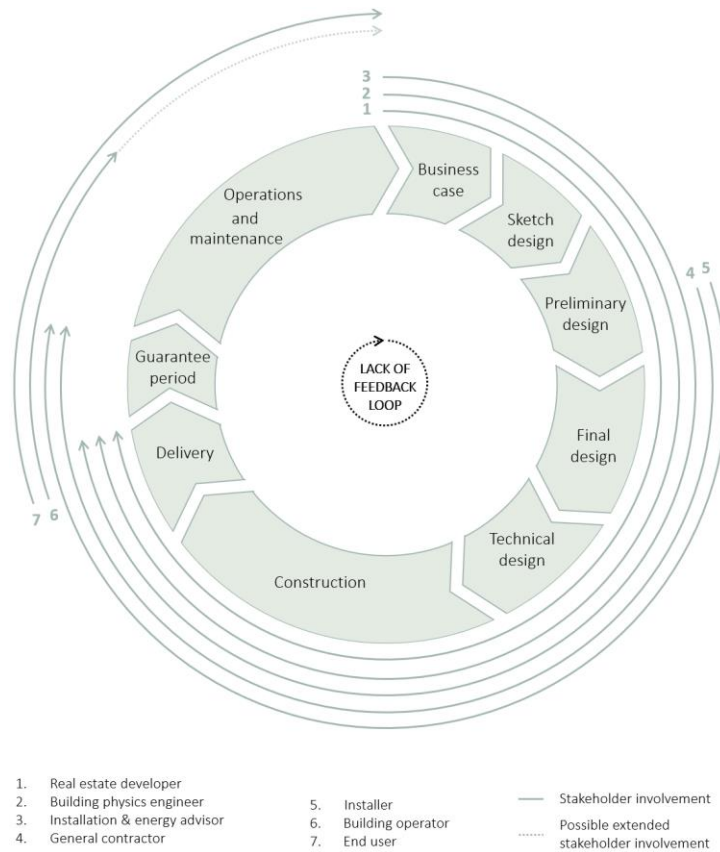 3
2
1
Business
case
Sketch
design
Operations
and
maintenance
5
4
Preliminary
design
Guarantee
period
LACK OF
FEEDBACK
LOOP
Final
design
Delivery
7
6
Technical
design
Construction
1. Real estate developer
2. Building physics engineer
3. Installation & energy advisor
4. General contractor
5. Installer
6. Building operator
7. End user
Stakeholder involvement
Possible extended
stakeholder involvement